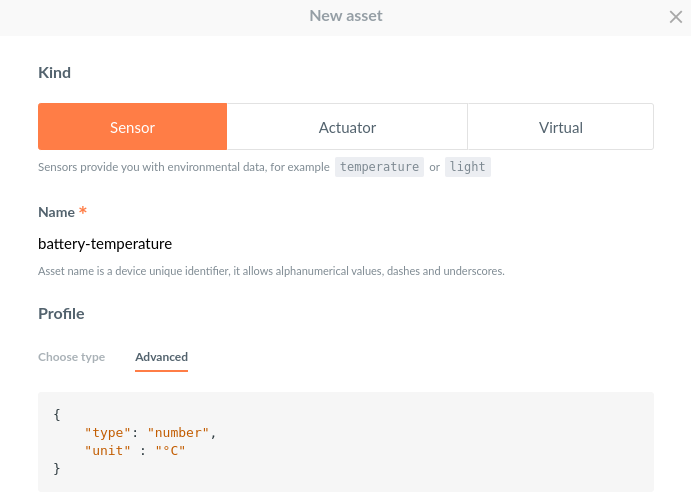 New asset
Kind
Sensor Actuator Virtual
Sensors provide you with environmental data, for example temperature or light
Name *
battery-temperature
Asset name is a device unique identifier, it allows alphanumerical values, dashes and underscores.
Profile
Choose type Advanced
{
    "type": "number",
    "unit" : "°C"
}